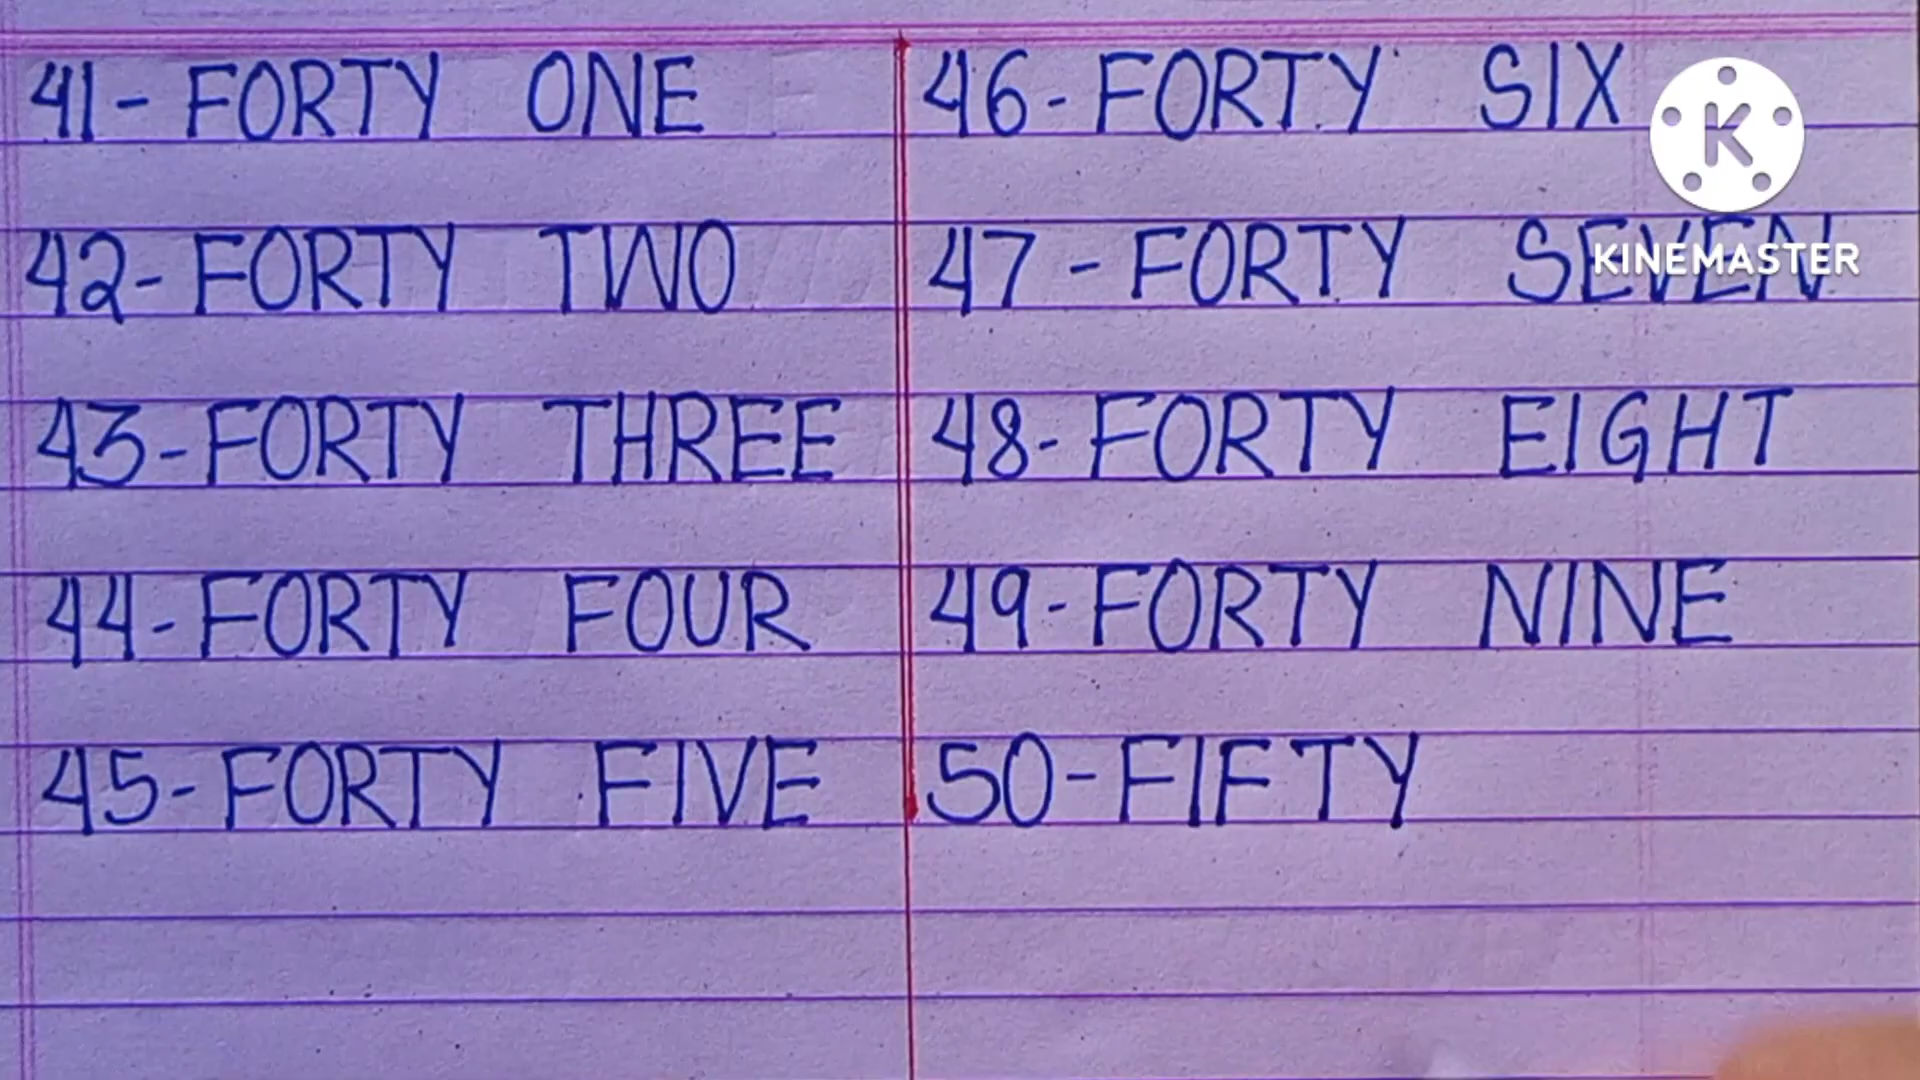 41- FORTY ONE
42- FORTY TWO
43- FORTY THREE
44- FORTY FOUR
45- FORTY FIVE
46- FORTY SIX
47 - FORTY SEVEN
48- FORTY EIGHT
49- FORTY NINE
50- FIFTY
K
KINEMASTER